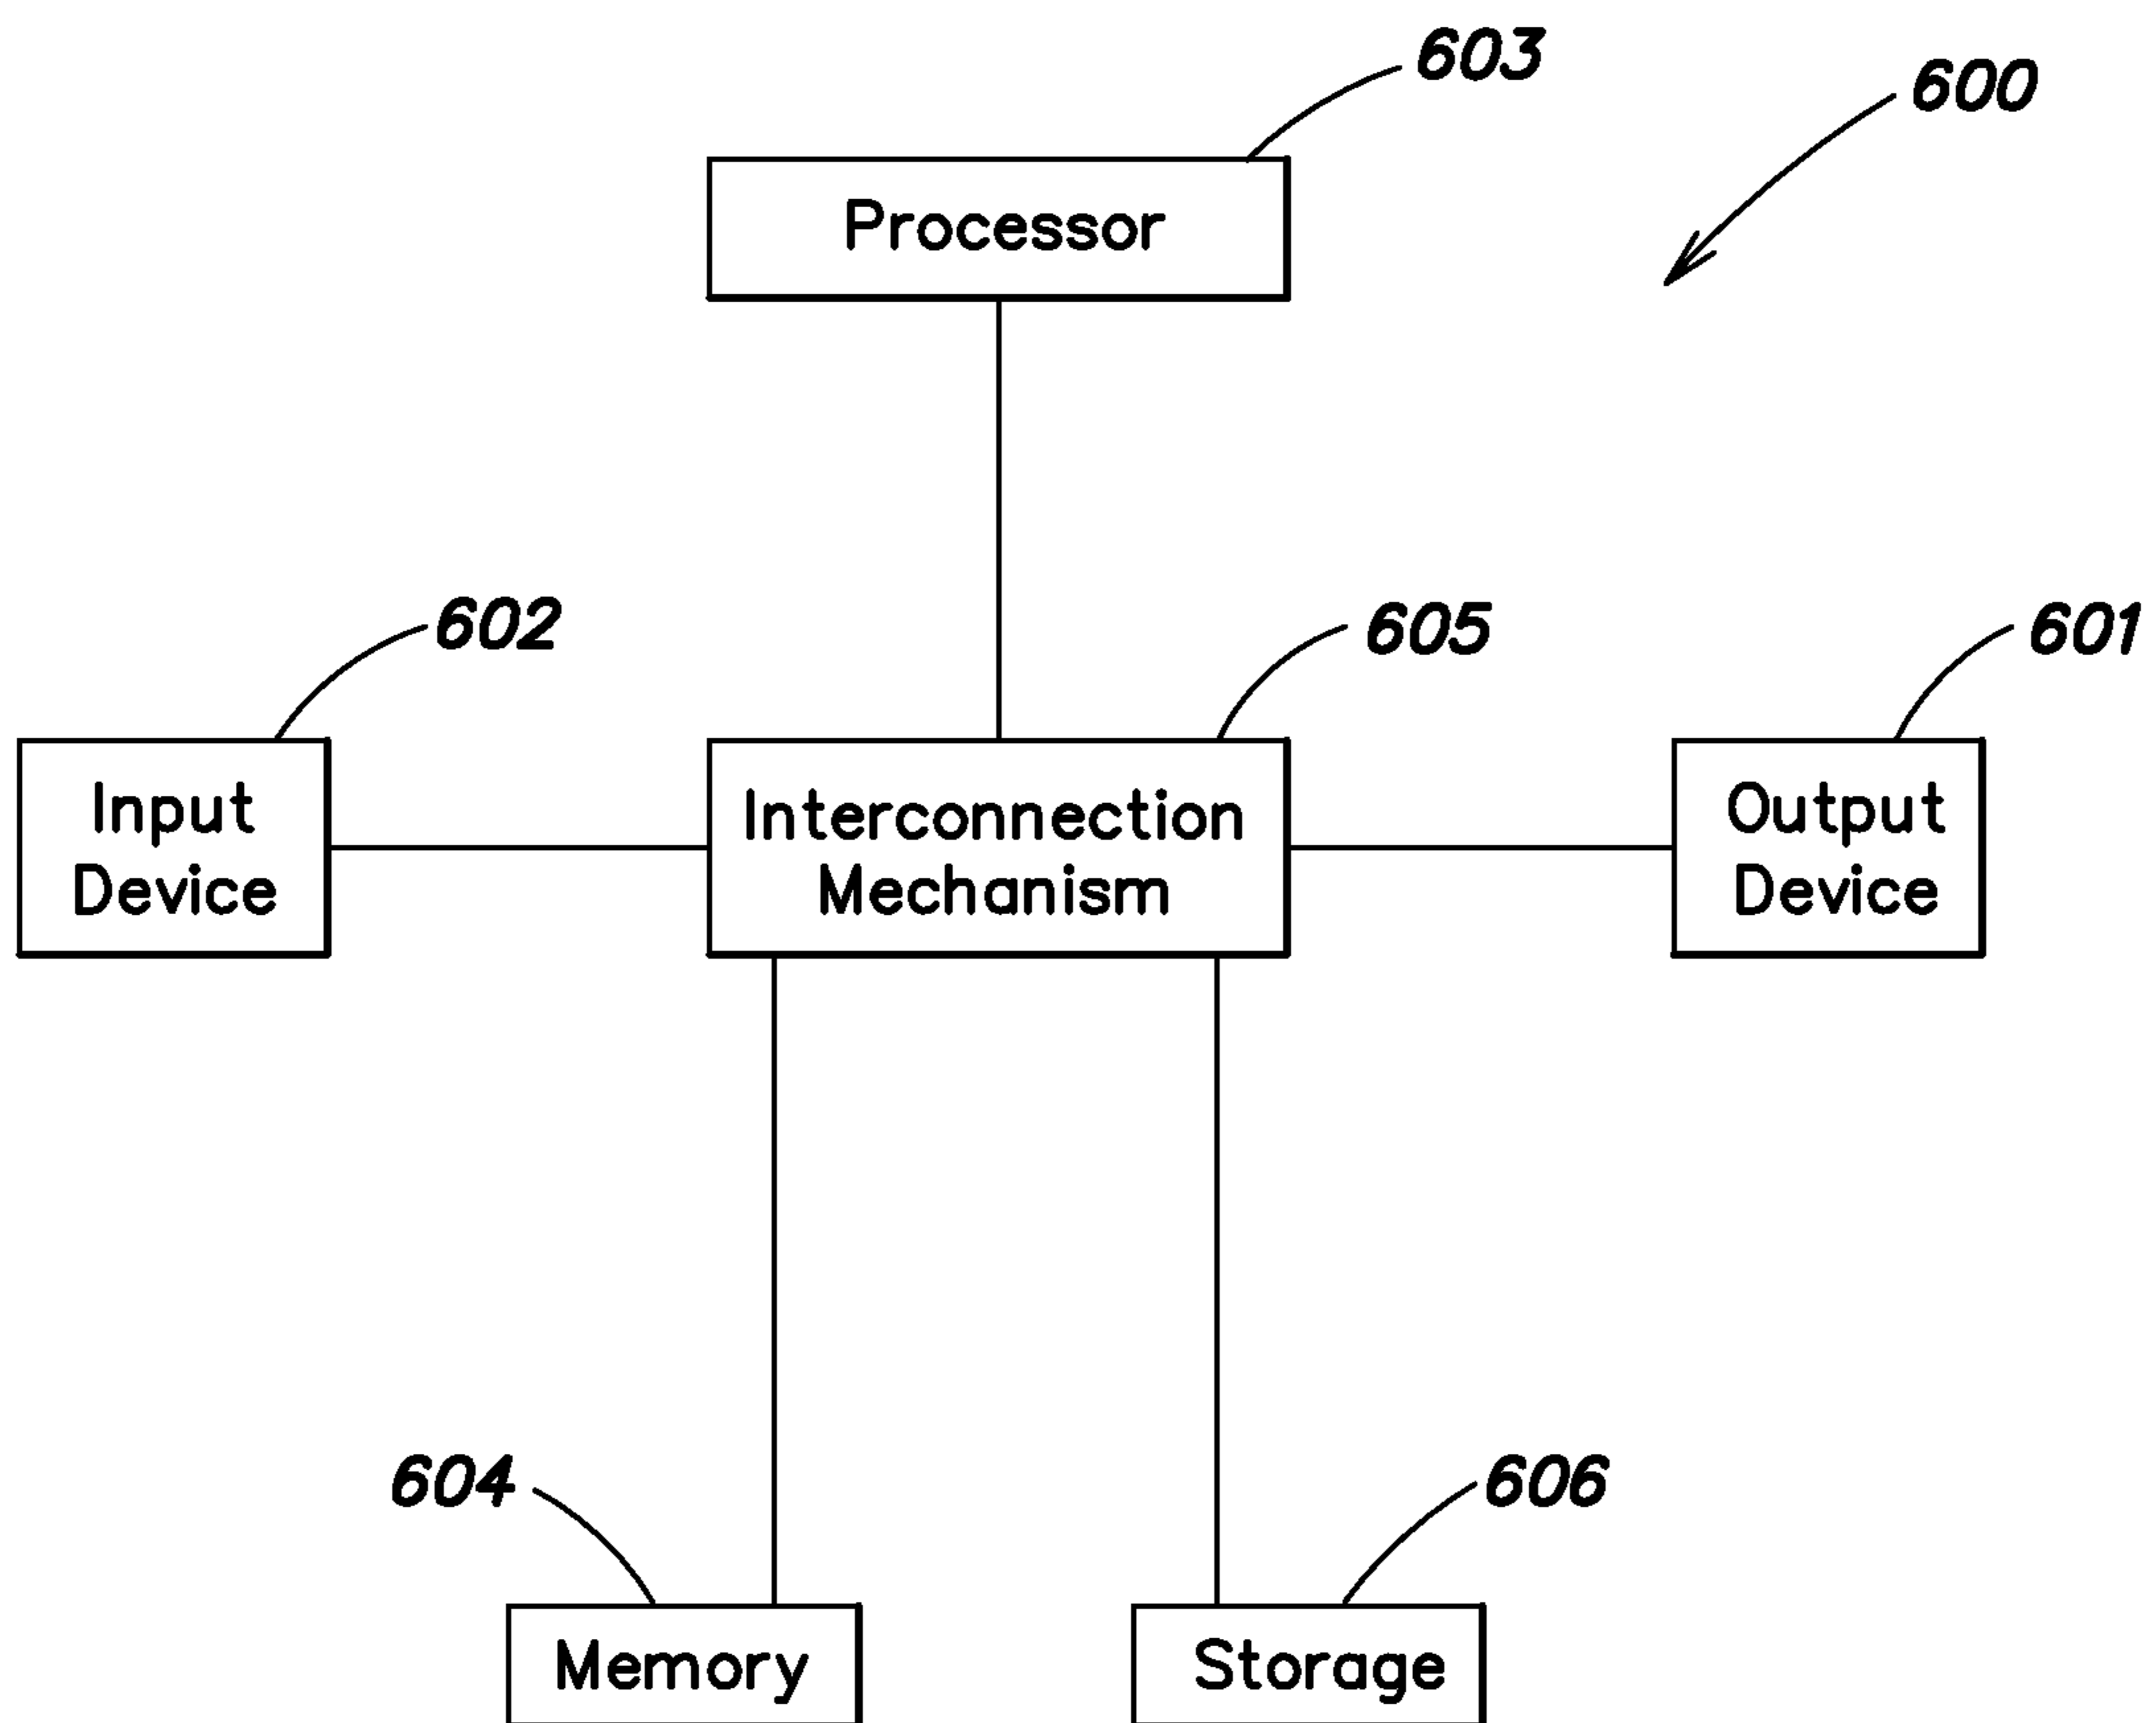 603
600
Processor
602
605
601
Input
Device
Interconnection
Mechanism
Output
Device
604
606
Memory
Storage